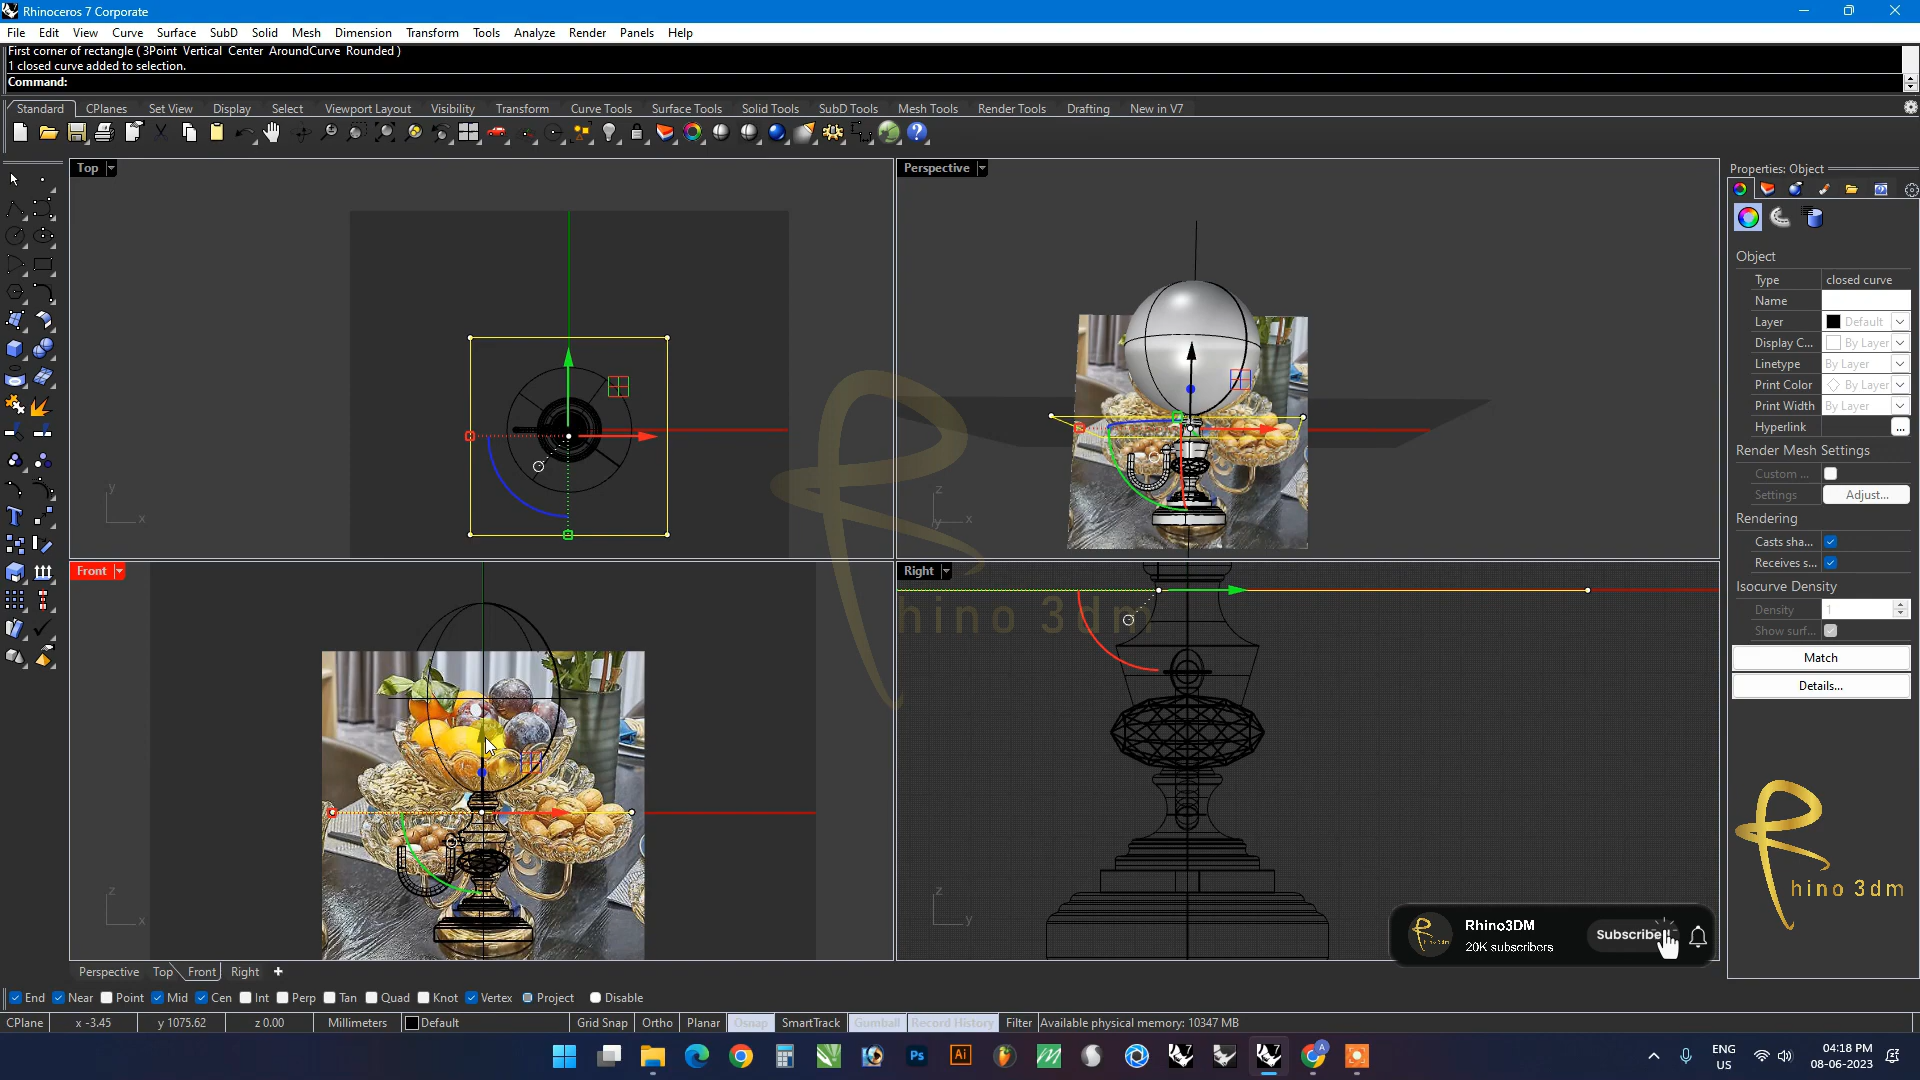 Rhinoceros 7 Corporate
File Edit View Curve Surface SubD Solid Mesh Dimension Transform Tools Analyze Render Panels Help
First corner of rectangle ( 3Point Vertical Center AroundCurve Rounded )
1 closed curve added to selection.
Command:
Standard CPlanes Set View Display Select Viewport Layout Visibility Transform Curve Tools Surface Tools Solid Tools SubD Tools Mesh Tools Render Tools Drafting New in V7
Top
Perspective
Properties: Object
Object
Type closed curve
Name
Layer Default
Display C... By Layer
Linetype By Layer
Print Color By Layer
Print Width By Layer
Hyperlink ...
Render Mesh Settings
Custom ...
Settings Adjust...
Rendering
Casts sha...
Receives s...
Isocurve Density
Density 1
Show surf...
Match
Details...
y
x
z
y x
Front
Right
hino 3dm
z
x
z
y
hino 3dm
Rhino3DM
20K subscribers
Subscribe
Perspective Top Front Right
End Near Point Mid Cen Int Perp Tan Quad Knot Vertex Project Disable
CPlane x -3.45 y 1075.62 z 0.00 Millimeters Default Grid Snap Ortho Planar Osnap SmartTrack Gumball Record History Filter Available physical memory: 10347 MB
Ps Ai
7
7
A
ENG
US
04:18 PM
08-06-2023